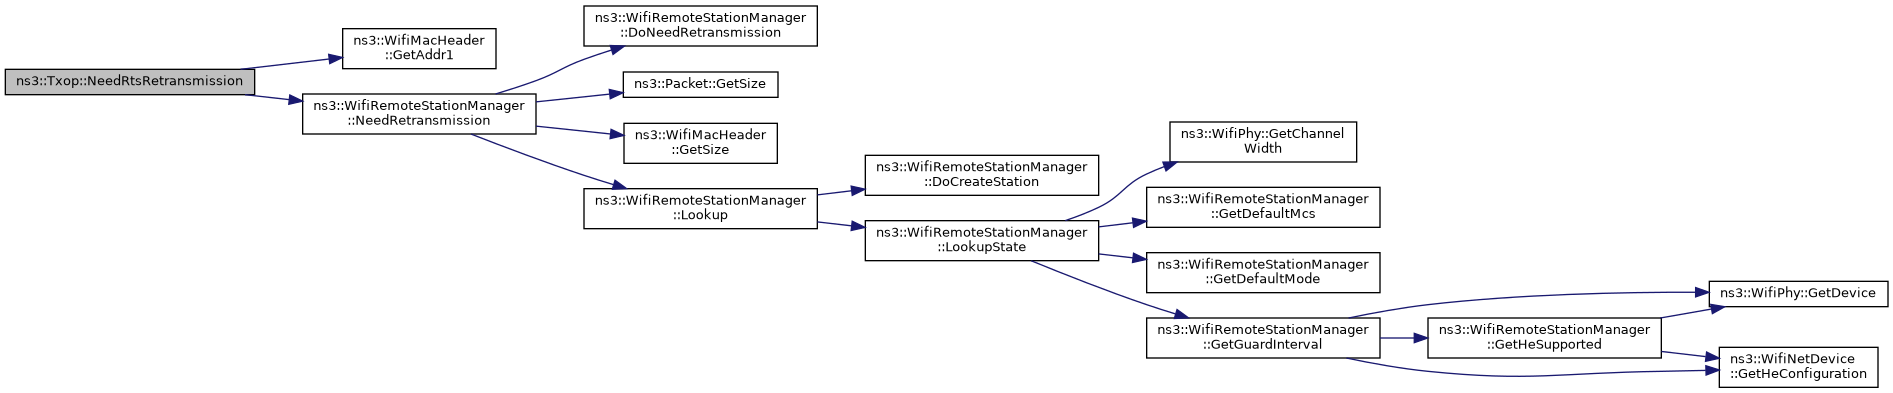 ns3::Txop::NeedRtsRetransmission
ns3::WifiMacHeader
::GetAddr1
ns3::WifiRemoteStationManager
::NeedRetransmission
ns3::WifiRemoteStationManager
::DoNeedRetransmission
ns3::Packet::GetSize
ns3::WifiMacHeader
::GetSize
ns3::WifiRemoteStationManager
::Lookup
ns3::WifiRemoteStationManager
::DoCreateStation
ns3::WifiRemoteStationManager
::LookupState
ns3::WifiPhy::GetChannel
Width
ns3::WifiRemoteStationManager
::GetDefaultMcs
ns3::WifiRemoteStationManager
::GetDefaultMode
ns3::WifiRemoteStationManager
::GetGuardInterval
ns3::WifiRemoteStationManager
::GetHeSupported
ns3::WifiPhy::GetDevice
ns3::WifiNetDevice
::GetHeConfiguration